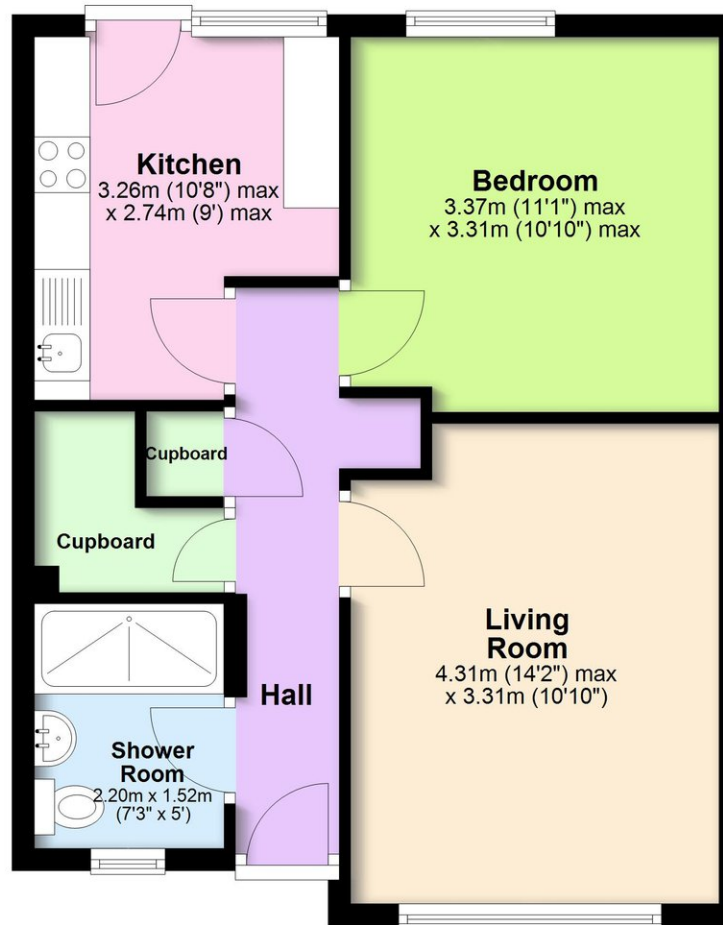 Kitchen
3.26m (10'8") max
x 2.74m (9') max
Bedroom
3.37m (11'1") max
x 3.31m (10'10") max
Cupboard
Cupboard
Living
Room
4.31m (14'2") max
x 3.31m (10'10")
Hall
Shower
Room
2.20m x 1.52m
(7'3" x 5')